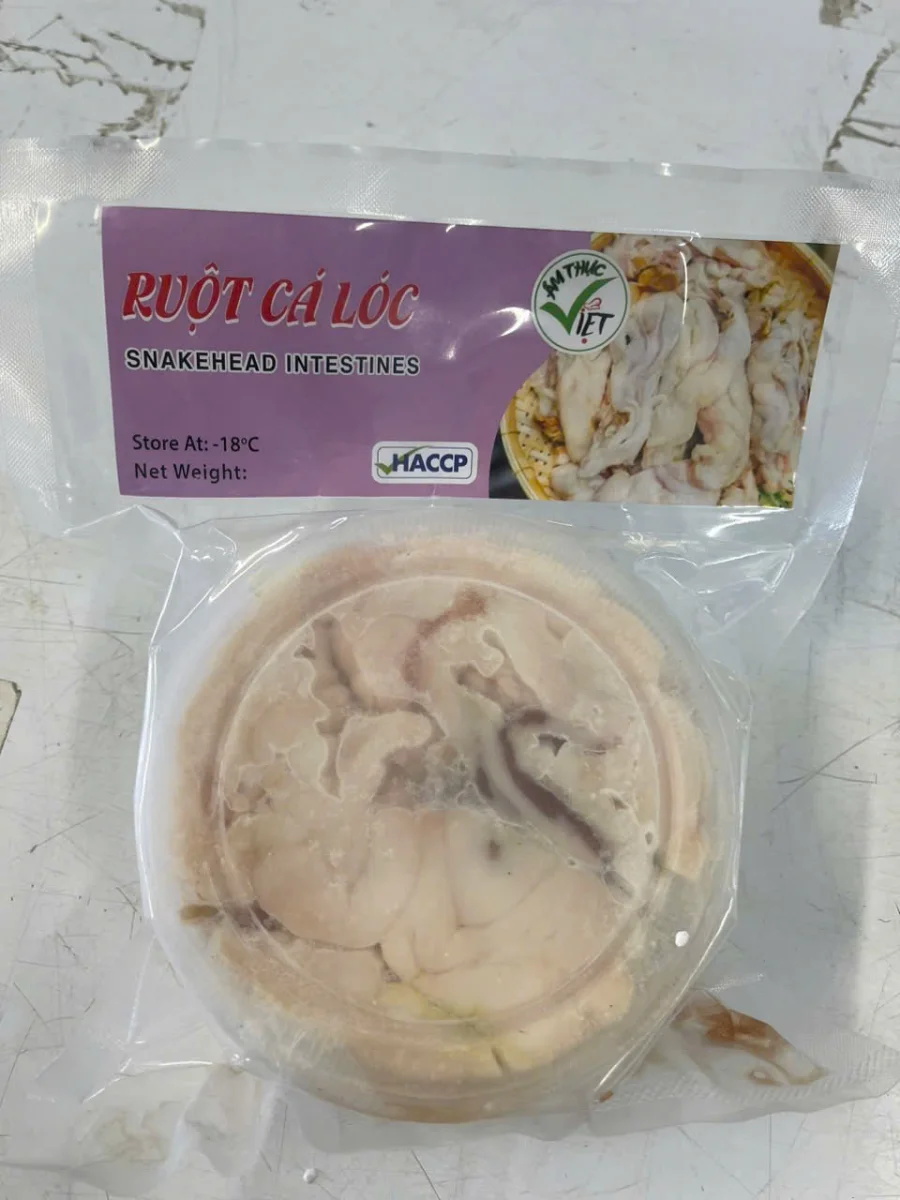 RUỘT CÁ LÓC
SNAKEHEAD INTESTINES
Store At: -18°C
Net Weight:
HACCP
ẨM THỰC
VIỆT